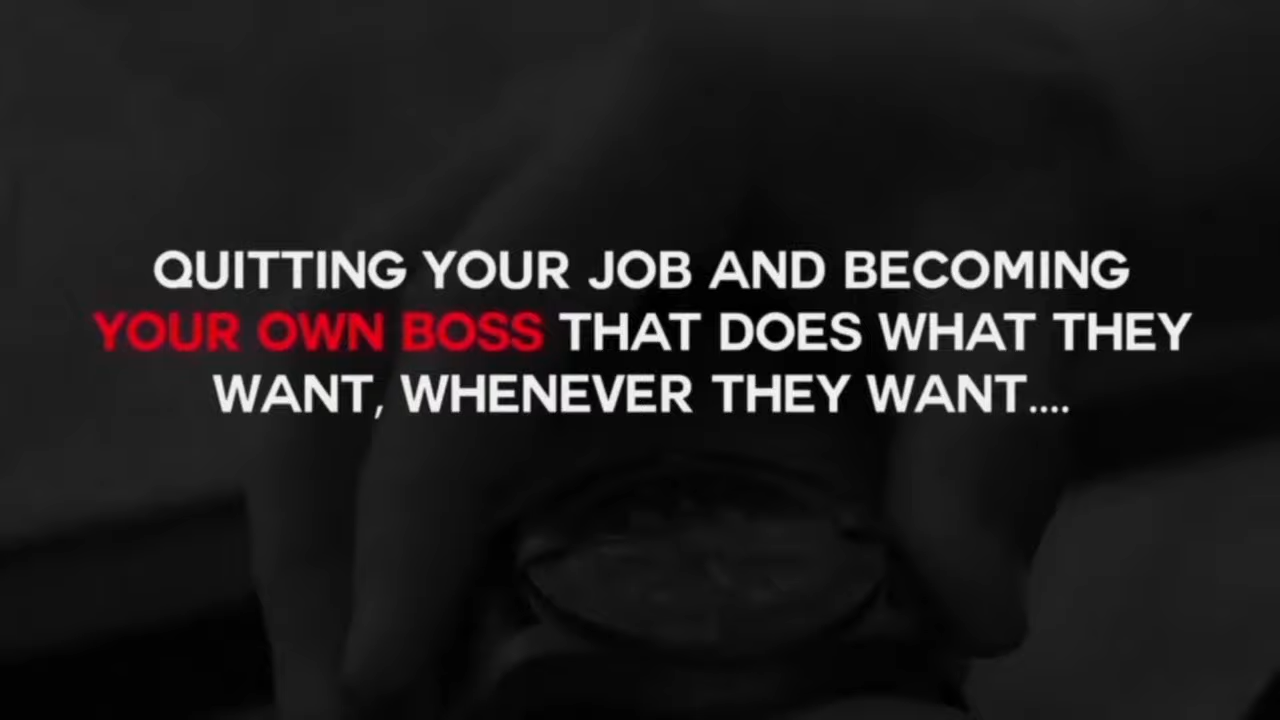 QUITTING YOUR JOB AND BECOMING
YOUR OWN BOSS THAT DOES WHAT THEY
WANT, WHENEVER THEY WANT....